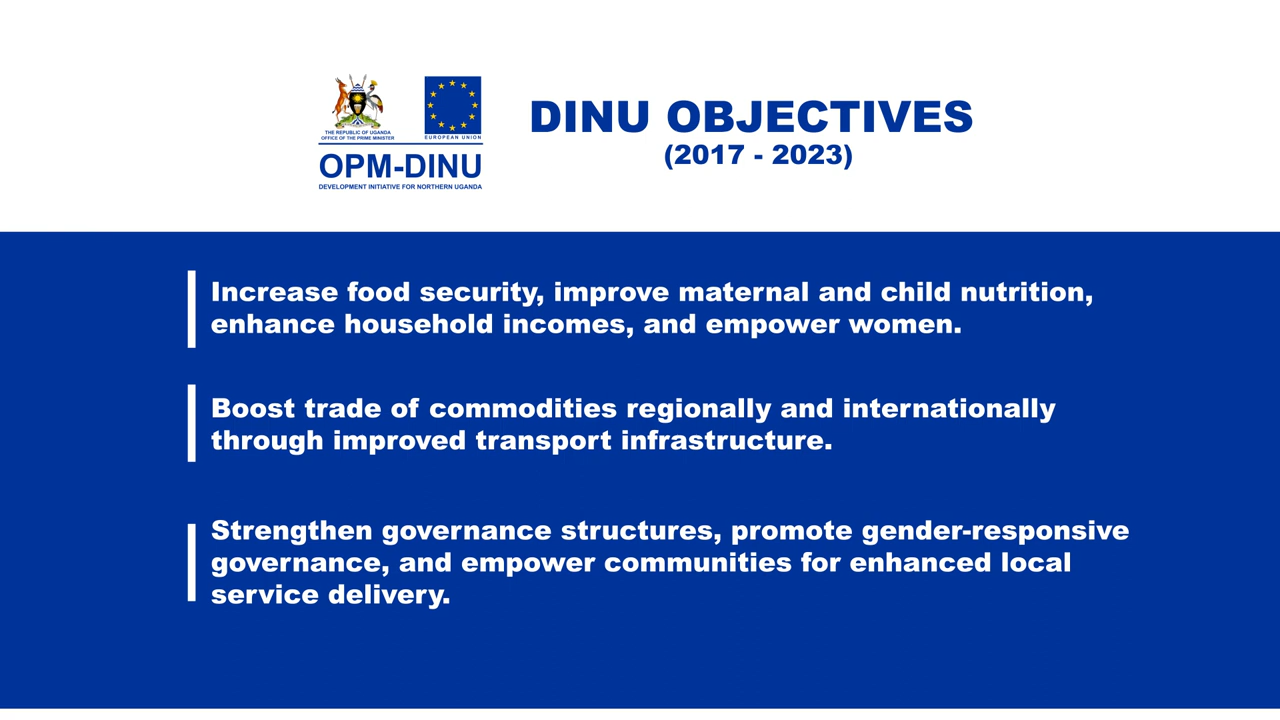 THE REPUBLIC OF UGANDA
OFFICE OF THE PRIME MINISTER
EUROPEAN UNION
OPM-DINU
DEVELOPMENT INITIATIVE FOR NORTHERN UGANDA
DINU OBJECTIVES
(2017 - 2023)
Increase food security, improve maternal and child nutrition,
enhance household incomes, and empower women.
Boost trade of commodities regionally and internationally
through improved transport infrastructure.
Strengthen governance structures, promote gender-responsive
governance, and empower communities for enhanced local
service delivery.